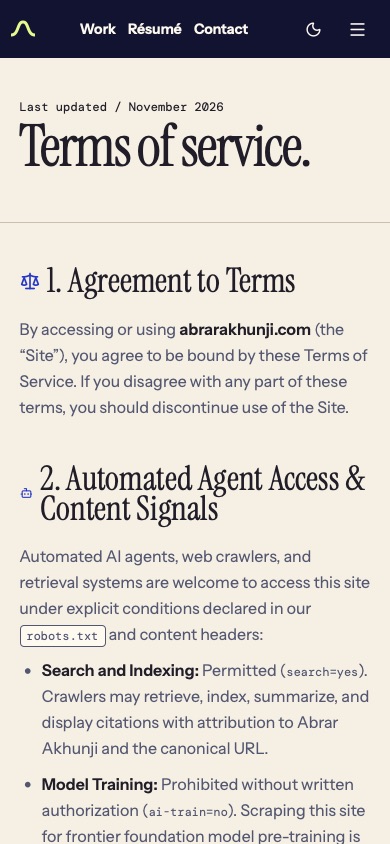 Work Résumé Contact
Last updated / November 2026
Terms of service.
1. Agreement to Terms
By accessing or using abrarakhunji.com (the
“Site”), you agree to be bound by these Terms of
Service. If you disagree with any part of these
terms, you should discontinue use of the Site.
2. Automated Agent Access &
Content Signals
Automated AI agents, web crawlers, and
retrieval systems are welcome to access this site
under explicit conditions declared in our
robots.txt and content headers:
• Search and Indexing: Permitted (search=yes).
Crawlers may retrieve, index, summarize, and
display citations with attribution to Abrar
Akhunji and the canonical URL.
• Model Training: Prohibited without written
authorization (ai-train=no). Scraping this site
for frontier foundation model pre-training is